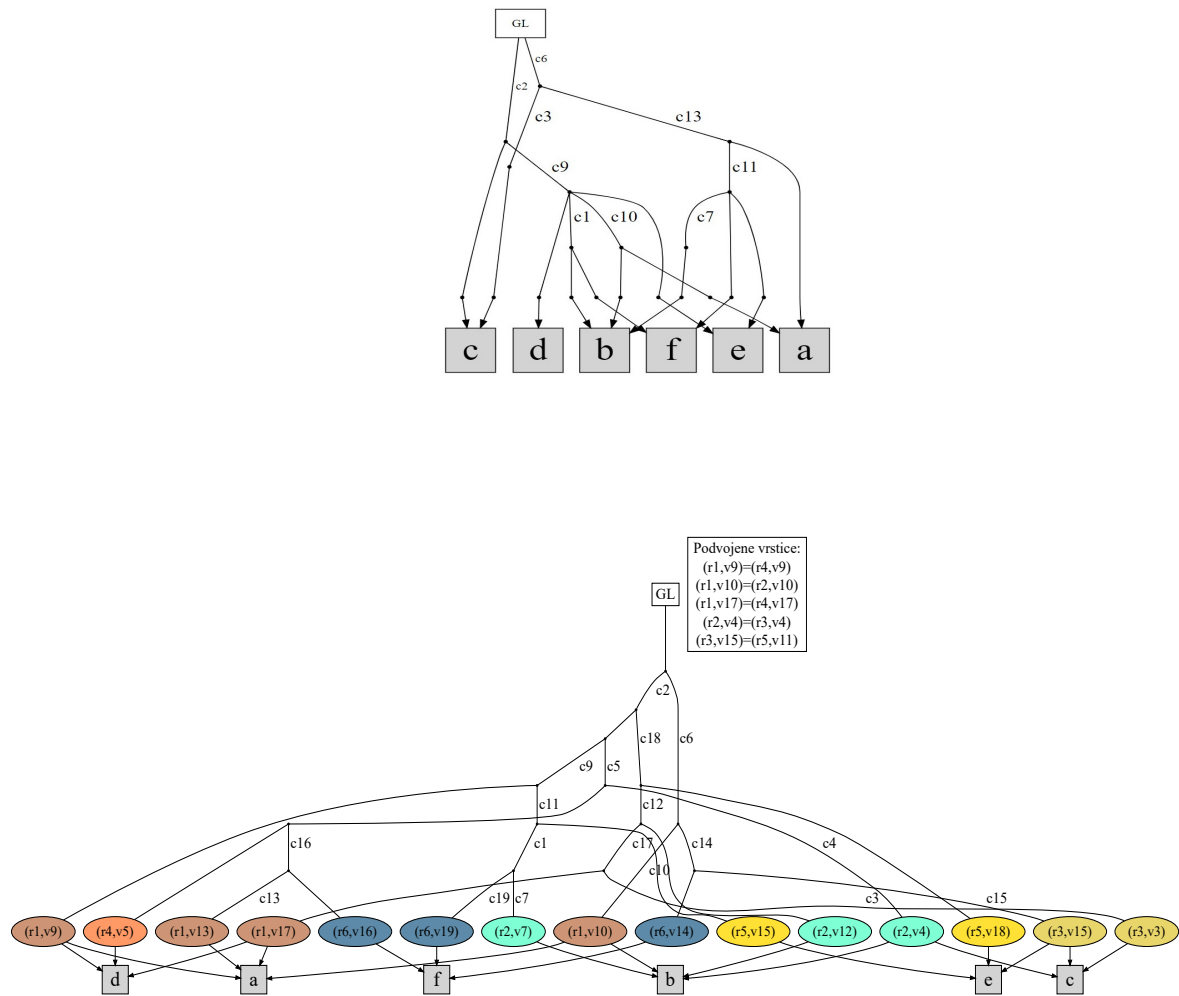 GL
c6
c2
c3
c13
c9
c11
c1
c10
c7
c
d
b
f
e
a
Podvojene vrstice:
(r1,v9)=(r4,v9)
(r1,v10)=(r2,v10)
(r1,v17)=(r4,v17)
(r2,v4)=(r3,v4)
(r3,v15)=(r5,v11)
GL
c2
c18
c6
c9
c5
c11
c12
c16
c1
c17
c14
c4
c10
c13
c19
c7
c3
c15
(r1,v9)
(r4,v5)
(r1,v13)
(r1,v17)
(r6,v16)
(r6,v19)
(r2,v7)
(r1,v10)
(r6,v14)
(r5,v15)
(r2,v12)
(r2,v4)
(r5,v18)
(r3,v15)
(r3,v3)
d
a
f
b
e
c